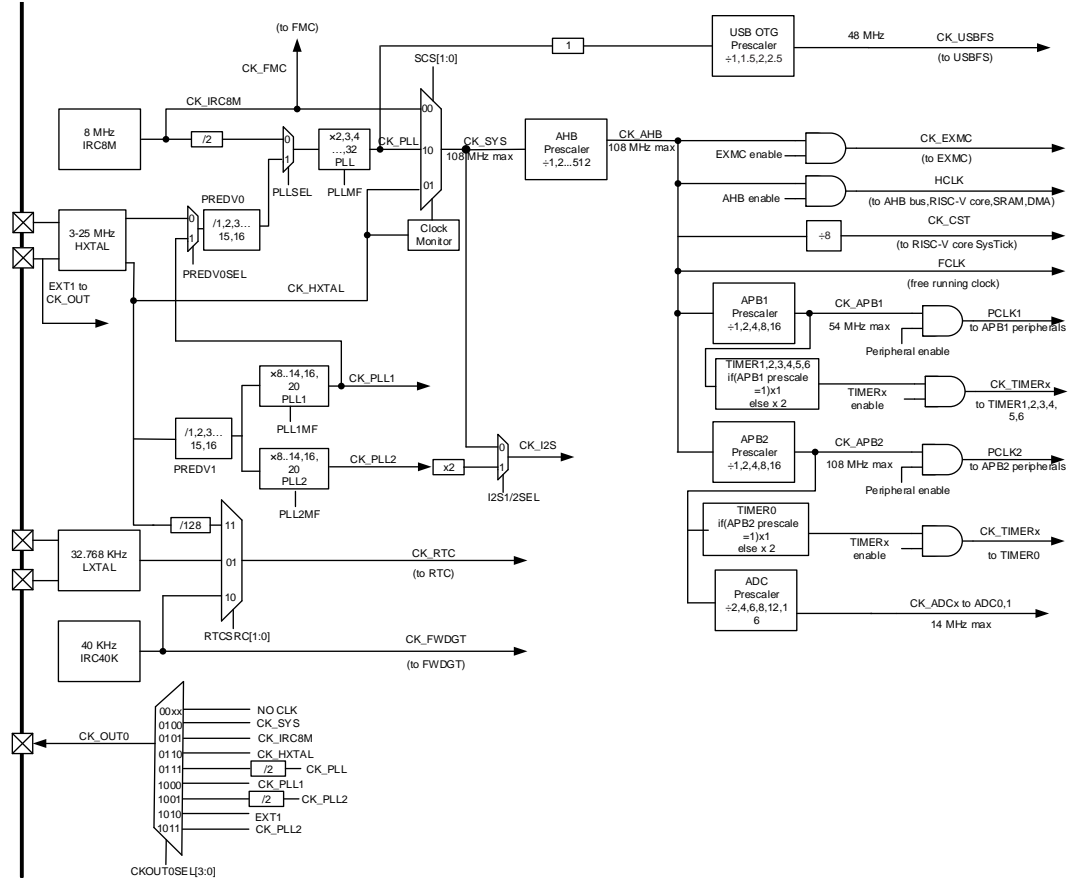 (to FMC)
CK_FMC
SCS[1:0]
1
USB OTG
Prescaler
÷1,1.5,2,2.5
48 MHz
CK_USBFS
(to USBFS)
CK_IRC8M
8 MHz
IRC8M
/2
0
1
PLLSEL
×2,3,4
…,32
PLL
PLLMF
CK_PLL
00
10
01
CK_SYS
108 MHz max
AHB
Prescaler
÷1,2...512
CK_AHB
108 MHz max
EXMC enable
CK_EXMC
(to EXMC)
AHB enable
HCLK
(to AHB bus,RISC-V core,SRAM,DMA)
Clock
Monitor
÷8
CK_CST
(to RISC-V core SysTick)
FCLK
(free running clock)
3-25 MHz
HXTAL
PREDV0
0
1
/1,2,3…
15,16
PREDV0SEL
EXT1 to
CK_OUT
CK_HXTAL
APB1
Prescaler
÷1,2,4,8,16
CK_APB1
54 MHz max
Peripheral enable
PCLK1
to APB1 peripherals
TIMER1,2,3,4,5,6
if(APB1 prescale
=1)x1
else x 2
TIMERx
enable
CK_TIMERx
to TIMER1,2,3,4,
5,6
×8..14,16,
20
PLL1
PLL1MF
CK_PLL1
/1,2,3…
15,16
PREDV1
×8..14,16,
20
PLL2
PLL2MF
CK_PLL2
x2
0
1
I2S1/2SEL
CK_I2S
APB2
Prescaler
÷1,2,4,8,16
CK_APB2
108 MHz max
Peripheral enable
PCLK2
to APB2 peripherals
TIMER0
if(APB2 prescale
=1)x1
else x 2
TIMERx
enable
CK_TIMERx
to TIMER0
ADC
Prescaler
÷2,4,6,8,12,1
6
CK_ADCx to ADC0,1
14 MHz max
/128
11
01
10
RTCSRC[1:0]
32.768 KHz
LXTAL
CK_RTC
(to RTC)
40 KHz
IRC40K
CK_FWDGT
(to FWDGT)
CK_OUT0
00xx
NO CLK
0100
CK_SYS
0101
CK_IRC8M
0110
CK_HXTAL
0111
/2
CK_PLL
1000
CK_PLL1
1001
/2
CK_PLL2
1010
EXT1
1011
CK_PLL2
CKOUT0SEL[3:0]